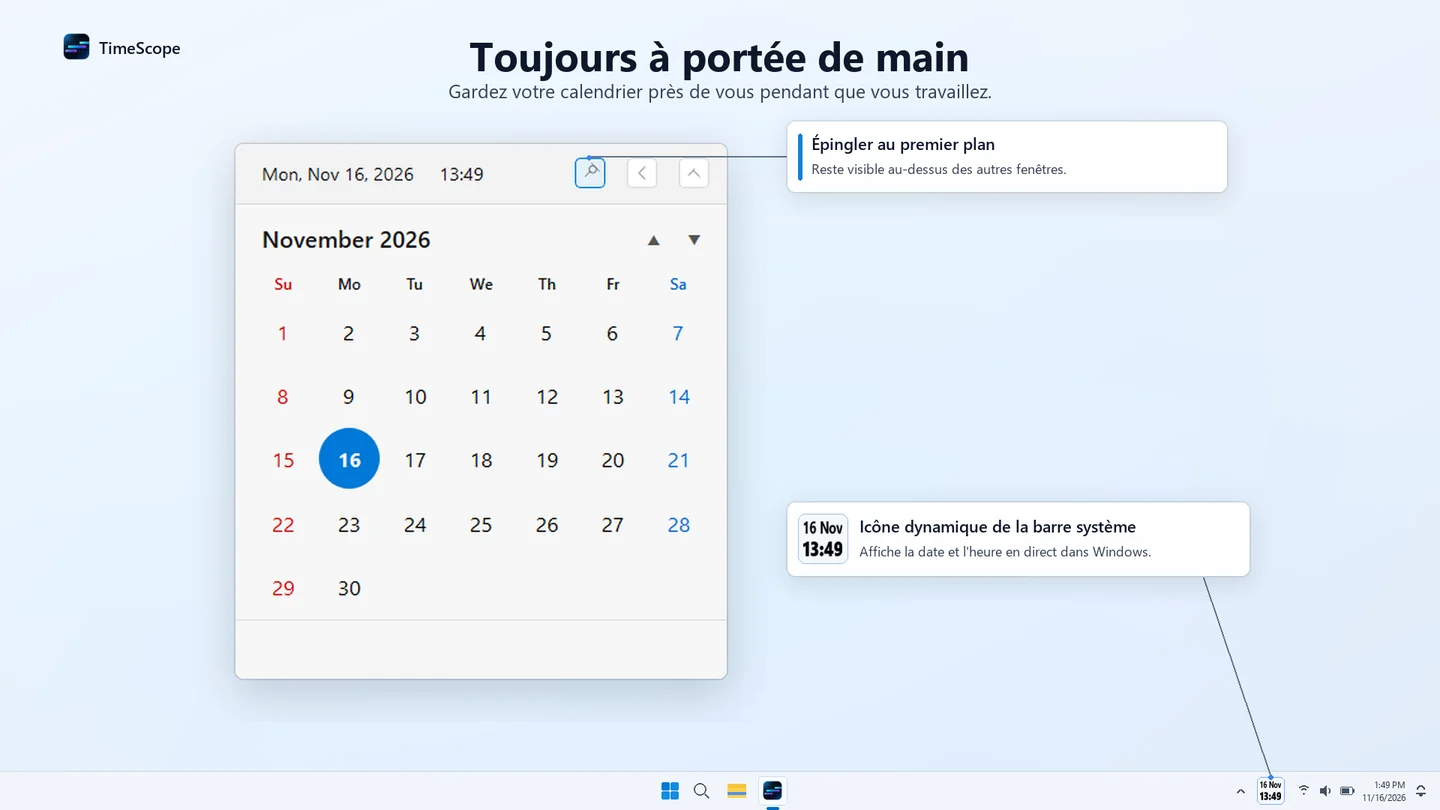 TimeScope
Toujours à portée de main
Gardez votre calendrier près de vous pendant que vous travaillez.
Épingler au premier plan
Reste visible au-dessus des autres fenêtres.
Mon, Nov 16, 2026 13:49
November 2026 ▲ ▼
Su Mo Tu We Th Fr Sa
1 2 3 4 5 6 7
8 9 10 11 12 13 14
15 16 17 18 19 20 21
22 23 24 25 26 27 28
29 30
16 Nov
13:49
Icône dynamique de la barre système
Affiche la date et l'heure en direct dans Windows.
16 Nov
13:49
1:49 PM
11/16/2026